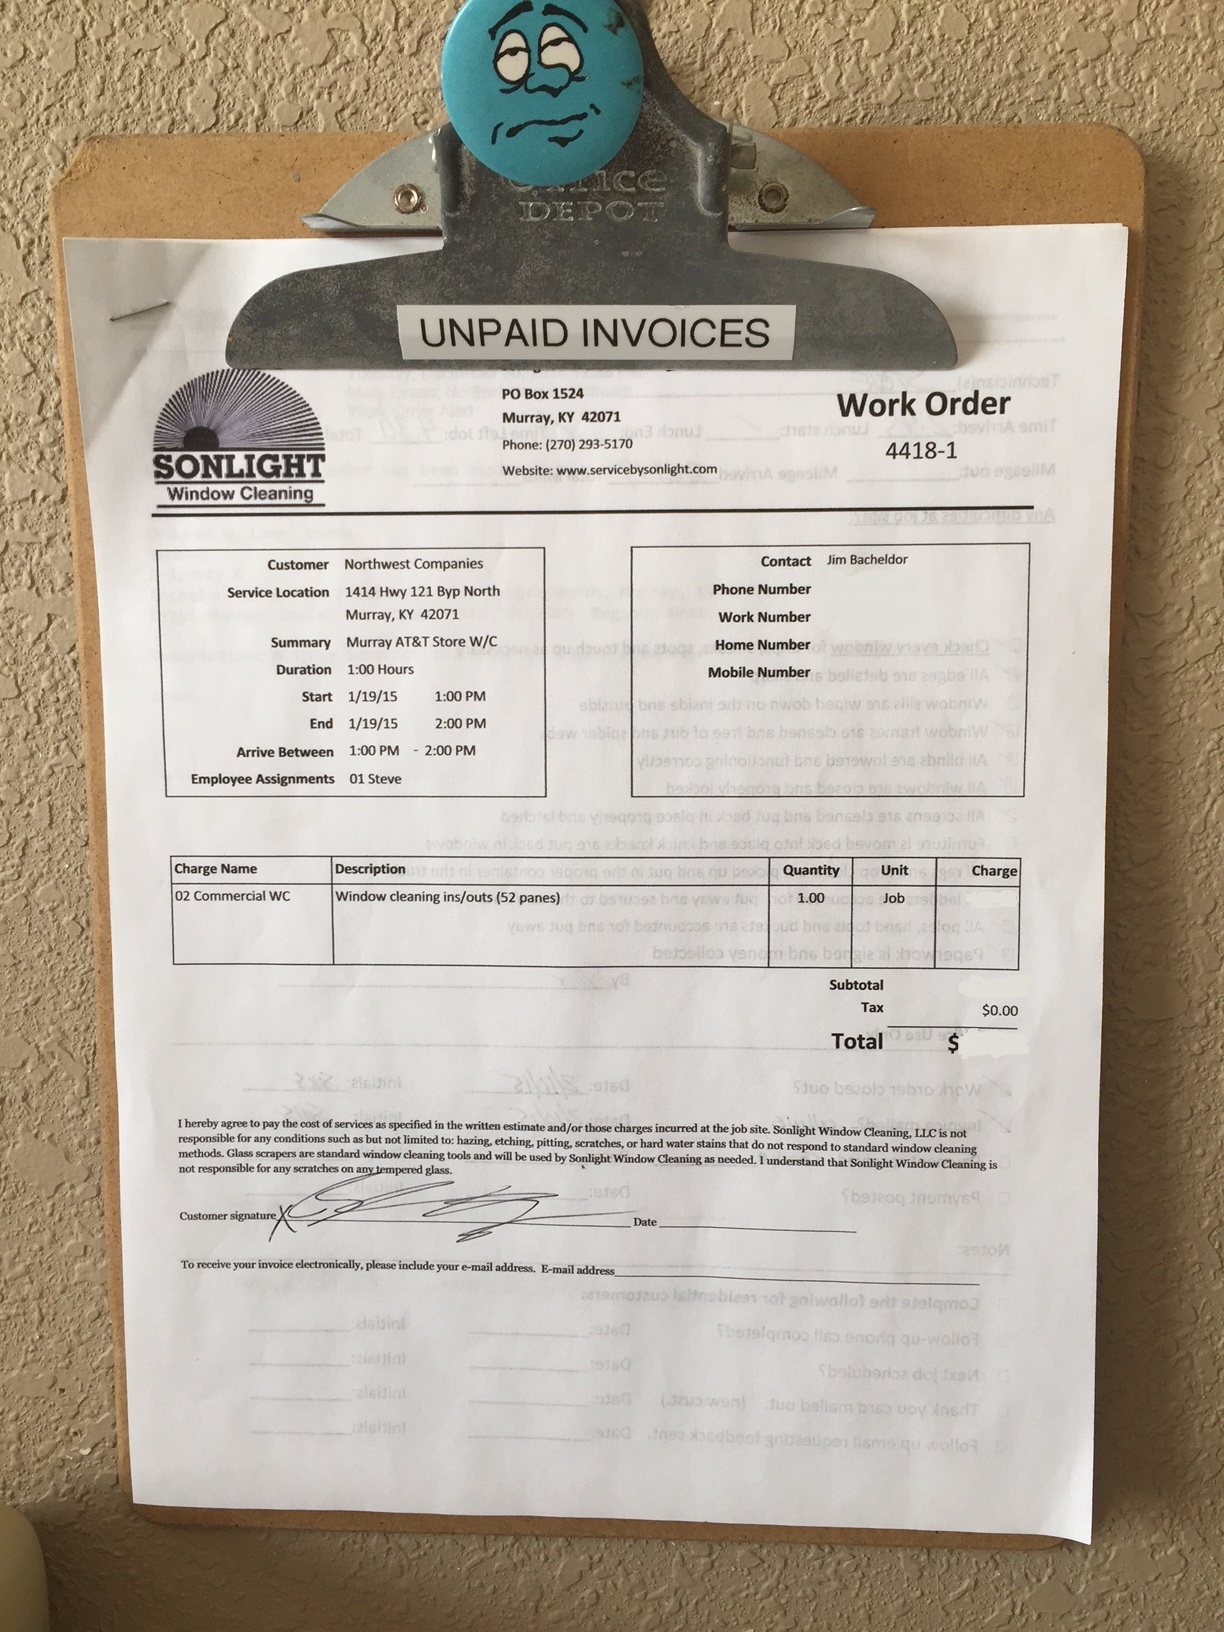 Office
DEPOT
UNPAID INVOICES
SONLIGHT
Window Cleaning
PO Box 1524
Murray, KY 42071
Phone: (270) 293-5170
Website: www.servicebysonlight.com
Work Order
4418-1
Customer Northwest Companies
Service Location 1414 Hwy 121 Byp North
Murray, KY 42071
Summary Murray AT&T Store W/C
Duration 1:00 Hours
Start 1/19/15 1:00 PM
End 1/19/15 2:00 PM
Arrive Between 1:00 PM - 2:00 PM
Employee Assignments 01 Steve
Contact Jim Bacheldor
Phone Number
Work Number
Home Number
Mobile Number
Charge Name Description Quantity Unit Charge
02 Commercial WC Window cleaning ins/outs (52 panes) 1.00 Job
Subtotal
Tax $0.00
Total $
I hereby agree to pay the cost of services as specified in the written estimate and/or those charges incurred at the job site. Sonlight Window Cleaning, LLC is not
responsible for any conditions such as but not limited to: hazing, etching, pitting, scratches, or hard water stains that do not respond to standard window cleaning
methods. Glass scrapers are standard window cleaning tools and will be used by Sonlight Window Cleaning as needed. I understand that Sonlight Window Cleaning is
not responsible for any scratches on any tempered glass.
Customer signature X Date
To receive your invoice electronically, please include your e-mail address. E-mail address